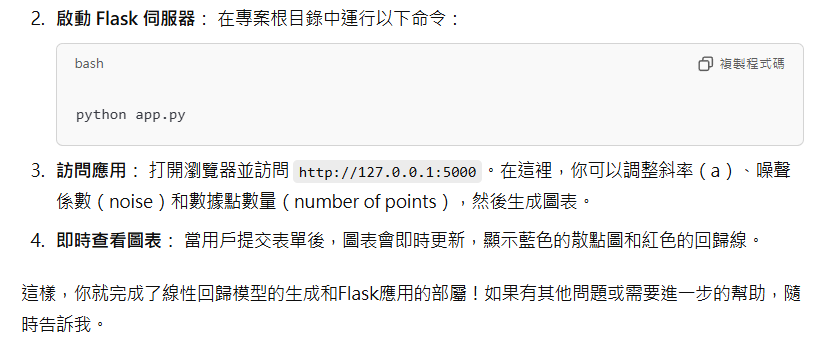 2. 啟動 Flask 伺服器： 在專案根目錄中運行以下命令：
bash 複製程式碼
python app.py
3. 訪問應用： 打開瀏覽器並訪問 http://127.0.0.1:5000 。在這裡，你可以調整斜率（a）、噪聲
係數（noise）和數據點數量（number of points），然後生成圖表。
4. 即時查看圖表： 當用戶提交表單後，圖表會即時更新，顯示藍色的散點圖和紅色的回歸線。
這樣，你就完成了線性回歸模型的生成和Flask應用的部屬！如果有其他問題或需要進一步的幫助，隨
時告訴我。